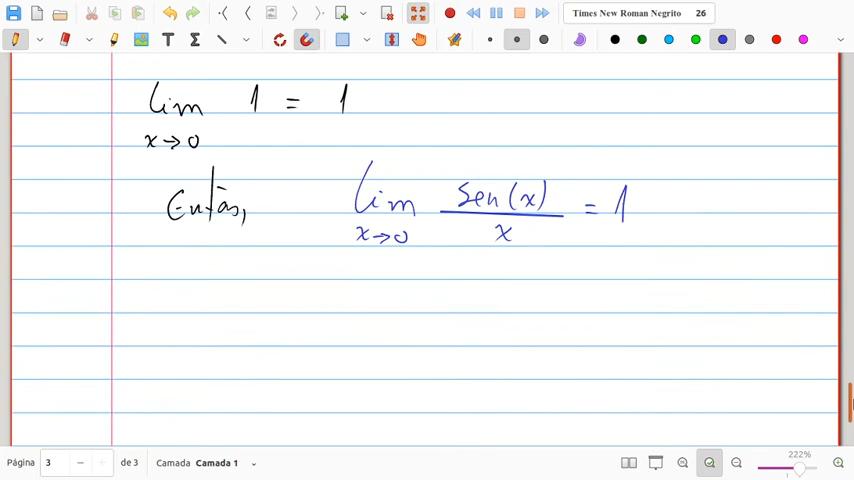 Times New Roman Negrito 26
lim 1 = 1
x→0
Então, lim sen(x)/x = 1
x→0
Página 3 de 3 Camada Camada 1 222%